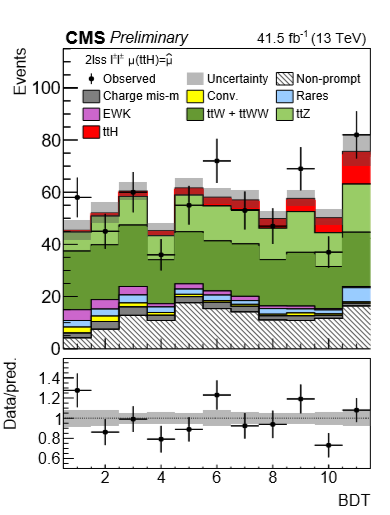 CMS Preliminary 41.5 fb⁻¹ (13 TeV)
2lss l±l± μ(ttH)=μ̂
Observed Uncertainty Non-prompt
Charge mis-m Conv. Rares
EWK ttW + ttWW ttZ
ttH
Events
100
80
60
40
20
0
Data/pred.
1.4
1.2
1
0.8
0.6
2 4 6 8 10
BDT